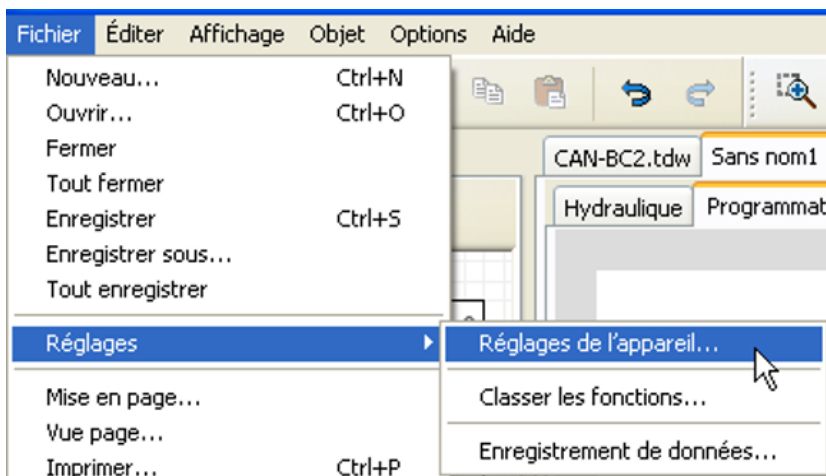 Fichier Éditer Affichage Objet Options Aide
Nouveau... Ctrl+N
Ouvrir... Ctrl+O
Fermer
Tout fermer
Enregistrer Ctrl+S
Enregistrer sous...
Tout enregistrer
Réglages
Mise en page...
Vue page...
Imprimer... Ctrl+P
CAN-BC2.tdw Sans nom1
Hydraulique Programmat
Réglages de l'appareil...
Classer les fonctions...
Enregistrement de données...